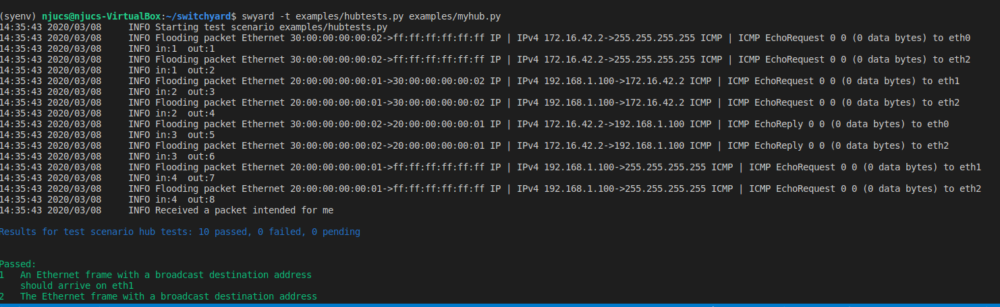 (syenv) njucs@njucs-VirtualBox:~/switchyard$ swyard -t examples/hubtests.py examples/myhub.py
14:35:43 2020/03/08     INFO Starting test scenario examples/hubtests.py
14:35:43 2020/03/08     INFO Flooding packet Ethernet 30:00:00:00:00:02->ff:ff:ff:ff:ff:ff IP | IPv4 172.16.42.2->255.255.255.255 ICMP | ICMP EchoRequest 0 0 (0 data bytes) to eth0
14:35:43 2020/03/08     INFO in:1  out:1
14:35:43 2020/03/08     INFO Flooding packet Ethernet 30:00:00:00:00:02->ff:ff:ff:ff:ff:ff IP | IPv4 172.16.42.2->255.255.255.255 ICMP | ICMP EchoRequest 0 0 (0 data bytes) to eth2
14:35:43 2020/03/08     INFO in:1  out:2
14:35:43 2020/03/08     INFO Flooding packet Ethernet 20:00:00:00:00:01->30:00:00:00:00:02 IP | IPv4 192.168.1.100->172.16.42.2 ICMP | ICMP EchoRequest 0 0 (0 data bytes) to eth1
14:35:43 2020/03/08     INFO in:2  out:3
14:35:43 2020/03/08     INFO Flooding packet Ethernet 20:00:00:00:00:01->30:00:00:00:00:02 IP | IPv4 192.168.1.100->172.16.42.2 ICMP | ICMP EchoRequest 0 0 (0 data bytes) to eth2
14:35:43 2020/03/08     INFO in:2  out:4
14:35:43 2020/03/08     INFO Flooding packet Ethernet 30:00:00:00:00:02->20:00:00:00:00:01 IP | IPv4 172.16.42.2->192.168.1.100 ICMP | ICMP EchoReply 0 0 (0 data bytes) to eth0
14:35:43 2020/03/08     INFO in:3  out:5
14:35:43 2020/03/08     INFO Flooding packet Ethernet 30:00:00:00:00:02->20:00:00:00:00:01 IP | IPv4 172.16.42.2->192.168.1.100 ICMP | ICMP EchoReply 0 0 (0 data bytes) to eth2
14:35:43 2020/03/08     INFO in:3  out:6
14:35:43 2020/03/08     INFO Flooding packet Ethernet 20:00:00:00:00:01->ff:ff:ff:ff:ff:ff IP | IPv4 192.168.1.100->255.255.255.255 ICMP | ICMP EchoRequest 0 0 (0 data bytes) to eth1
14:35:43 2020/03/08     INFO in:4  out:7
14:35:43 2020/03/08     INFO Flooding packet Ethernet 20:00:00:00:00:01->ff:ff:ff:ff:ff:ff IP | IPv4 192.168.1.100->255.255.255.255 ICMP | ICMP EchoRequest 0 0 (0 data bytes) to eth2
14:35:43 2020/03/08     INFO in:4  out:8
14:35:43 2020/03/08     INFO Received a packet intended for me
Results for test scenario hub tests: 10 passed, 0 failed, 0 pending
Passed:
1   An Ethernet frame with a broadcast destination address
    should arrive on eth1
2   The Ethernet frame with a broadcast destination address